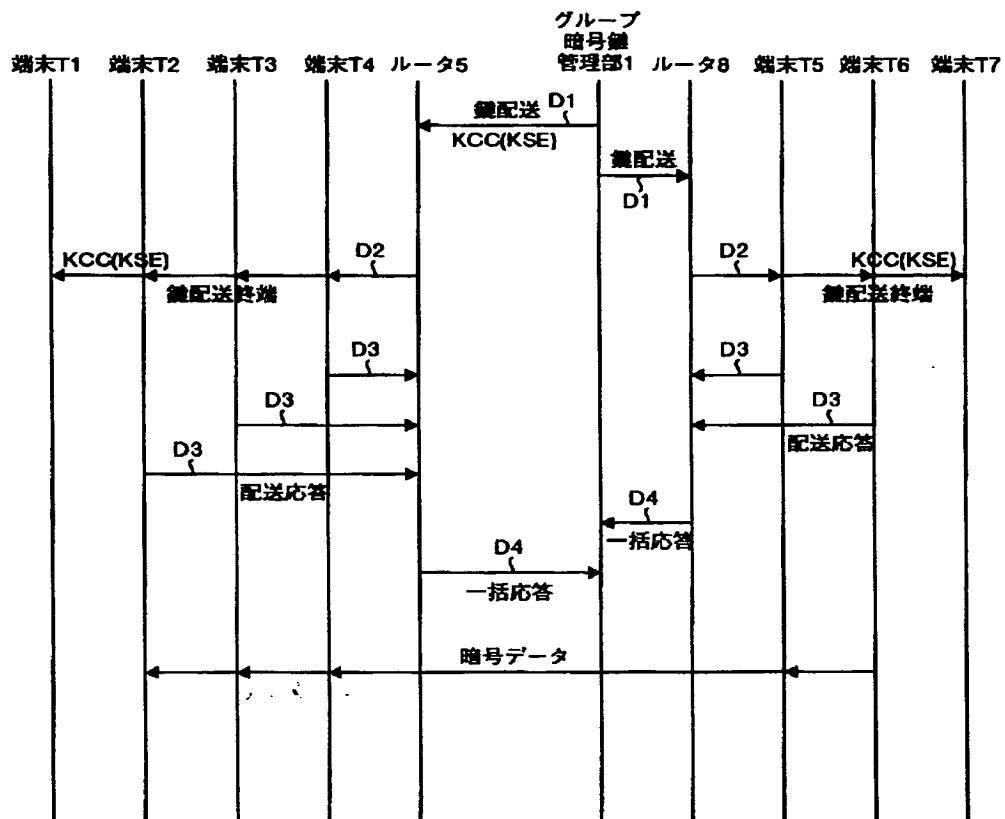 グループ
暗号鍵
管理部1
端末T1
端末T2
端末T3
端末T4
ルータ5
ルータ8
端末T5
端末T6
端末T7
鍵配送
D1
KCC(KSE)
鍵配送
D1
KCC(KSE)
D2
D2
KCC(KSE)
鍵配送終端
鍵配送終端
D3
D3
D3
D3
配送応答
D3
配送応答
D4
一括応答
D4
一括応答
暗号データ